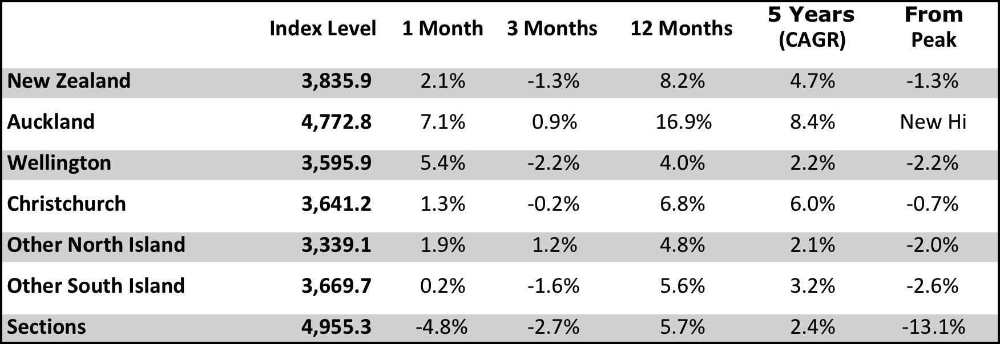 Index Level 1 Month 3 Months 12 Months 5 Years (CAGR) From Peak
New Zealand 3,835.9 2.1% -1.3% 8.2% 4.7% -1.3%
Auckland 4,772.8 7.1% 0.9% 16.9% 8.4% New Hi
Wellington 3,595.9 5.4% -2.2% 4.0% 2.2% -2.2%
Christchurch 3,641.2 1.3% -0.2% 6.8% 6.0% -0.7%
Other North Island 3,339.1 1.9% 1.2% 4.8% 2.1% -2.0%
Other South Island 3,669.7 0.2% -1.6% 5.6% 3.2% -2.6%
Sections 4,955.3 -4.8% -2.7% 5.7% 2.4% -13.1%